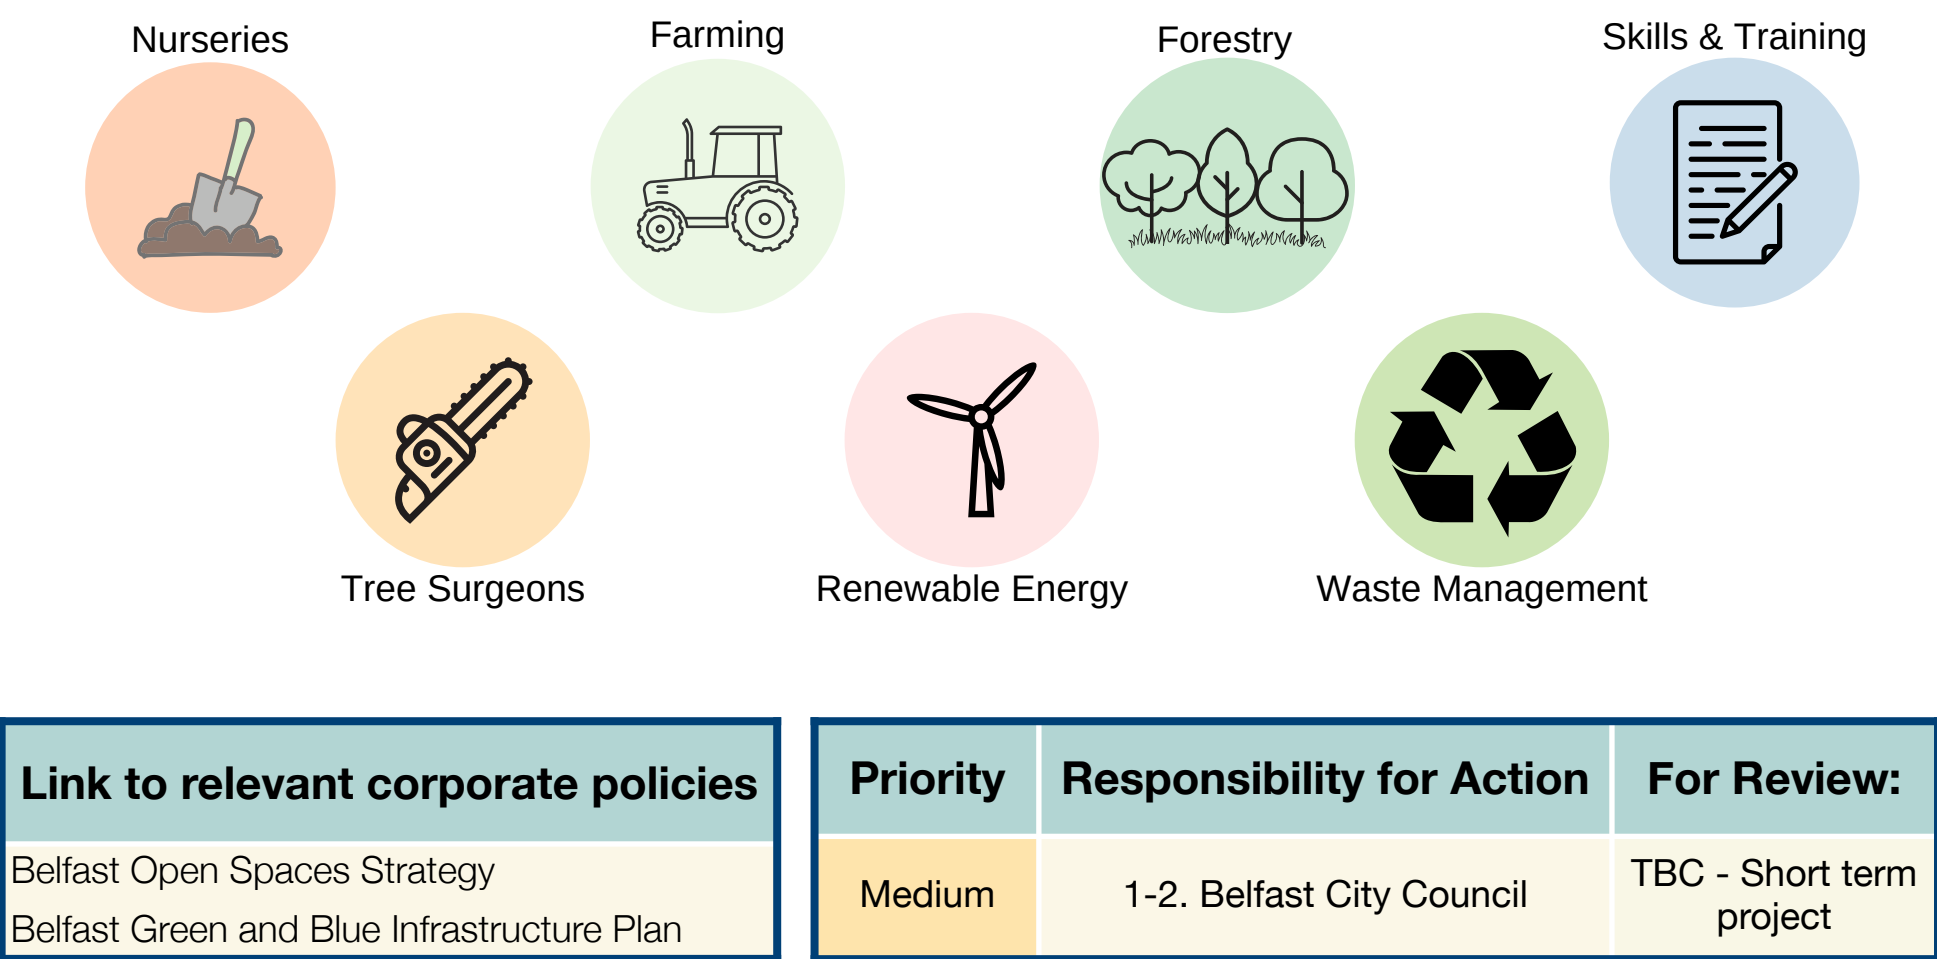 Nurseries
Farming
Forestry
Skills & Training
Tree Surgeons
Renewable Energy
Waste Management
Link to relevant corporate policies
Belfast Open Spaces Strategy
Belfast Green and Blue Infrastructure Plan
Priority
Responsibility for Action
For Review:
Medium
1-2. Belfast City Council
TBC - Short term
project